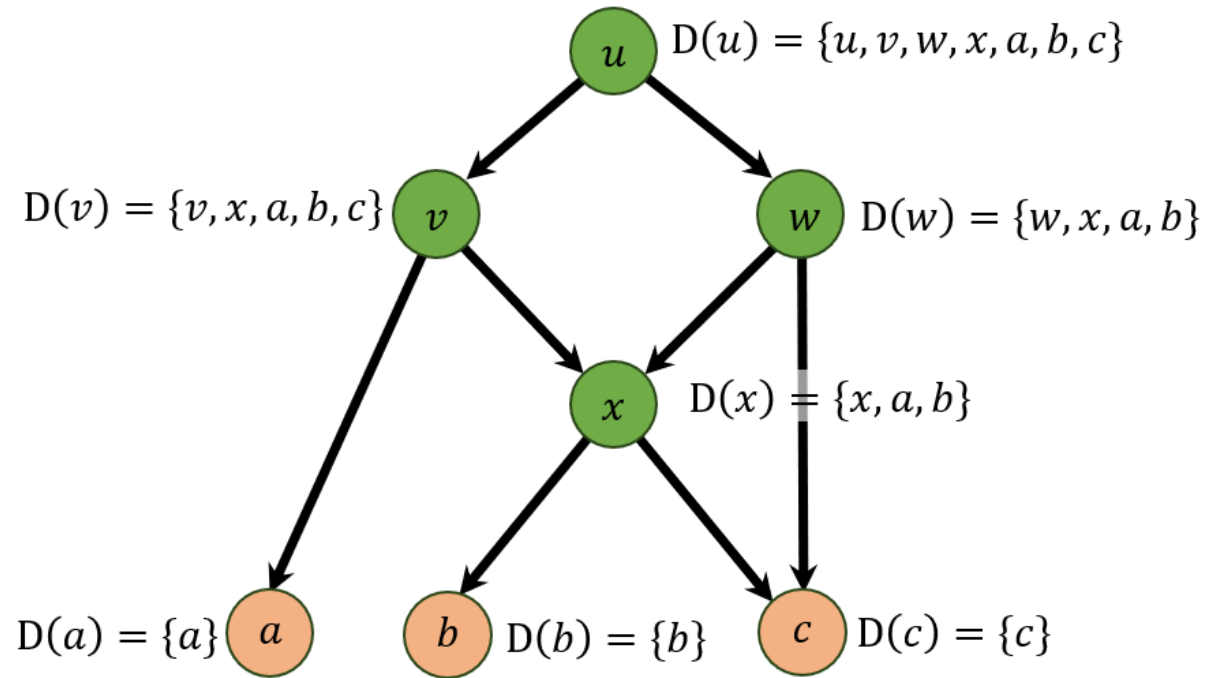 u
D(u) = {u, v, w, x, a, b, c}
D(v) = {v, x, a, b, c}
v
w
D(w) = {w, x, a, b}
x
D(x) = {x, a, b}
D(a) = {a}
a
b
D(b) = {b}
c
D(c) = {c}